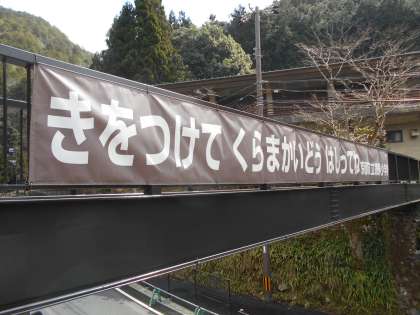 きをつけて くらまかいどう はしってね